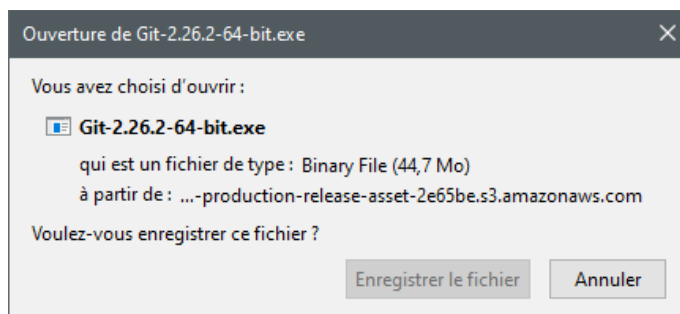 Ouverture de Git-2.26.2-64-bit.exe
Vous avez choisi d'ouvrir :
Git-2.26.2-64-bit.exe
qui est un fichier de type : Binary File (44,7 Mo)
à partir de : ...-production-release-asset-2e65be.s3.amazonaws.com
Voulez-vous enregistrer ce fichier ?
Enregistrer le fichier Annuler